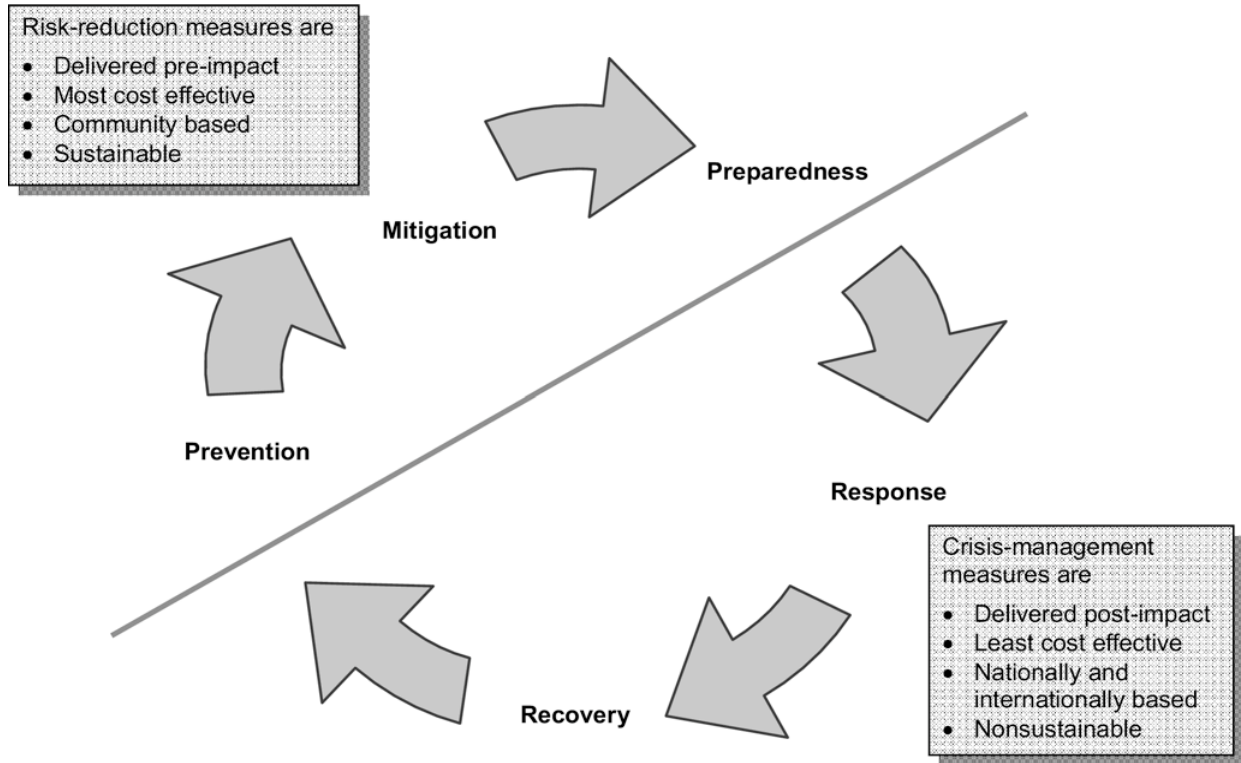 Risk-reduction measures are
• Delivered pre-impact
• Most cost effective
• Community based
• Sustainable
Preparedness
Mitigation
Prevention
Response
Crisis-management
measures are
• Delivered post-impact
• Least cost effective
• Nationally and
internationally based
• Nonsustainable
Recovery